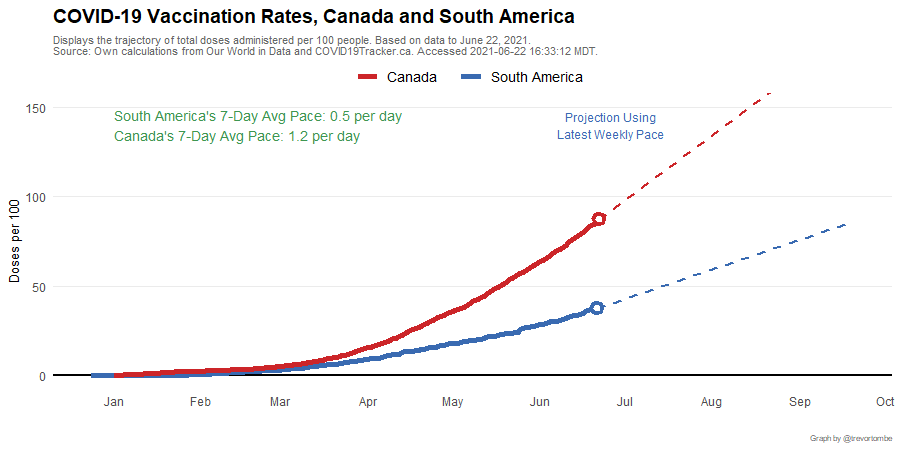 COVID-19 Vaccination Rates, Canada and South America
Displays the trajectory of total doses administered per 100 people. Based on data to June 22, 2021.
Source: Own calculations from Our World in Data and COVID19Tracker.ca. Accessed 2021-06-22 16:33:12 MDT.
Canada South America
South America's 7-Day Avg Pace: 0.5 per day
Canada's 7-Day Avg Pace: 1.2 per day
Projection Using
Latest Weekly Pace
Doses per 100
150
100
50
0
Jan Feb Mar Apr May Jun Jul Aug Sep Oct
Graph by @trevortombe